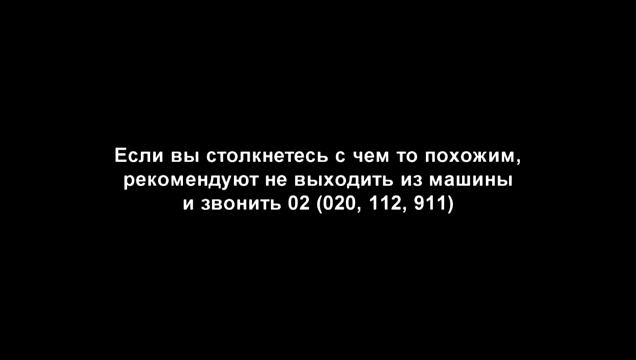 Если вы столкнетесь с чем то похожим,
рекомендуют не выходить из машины
и звонить 02 (020, 112, 911)